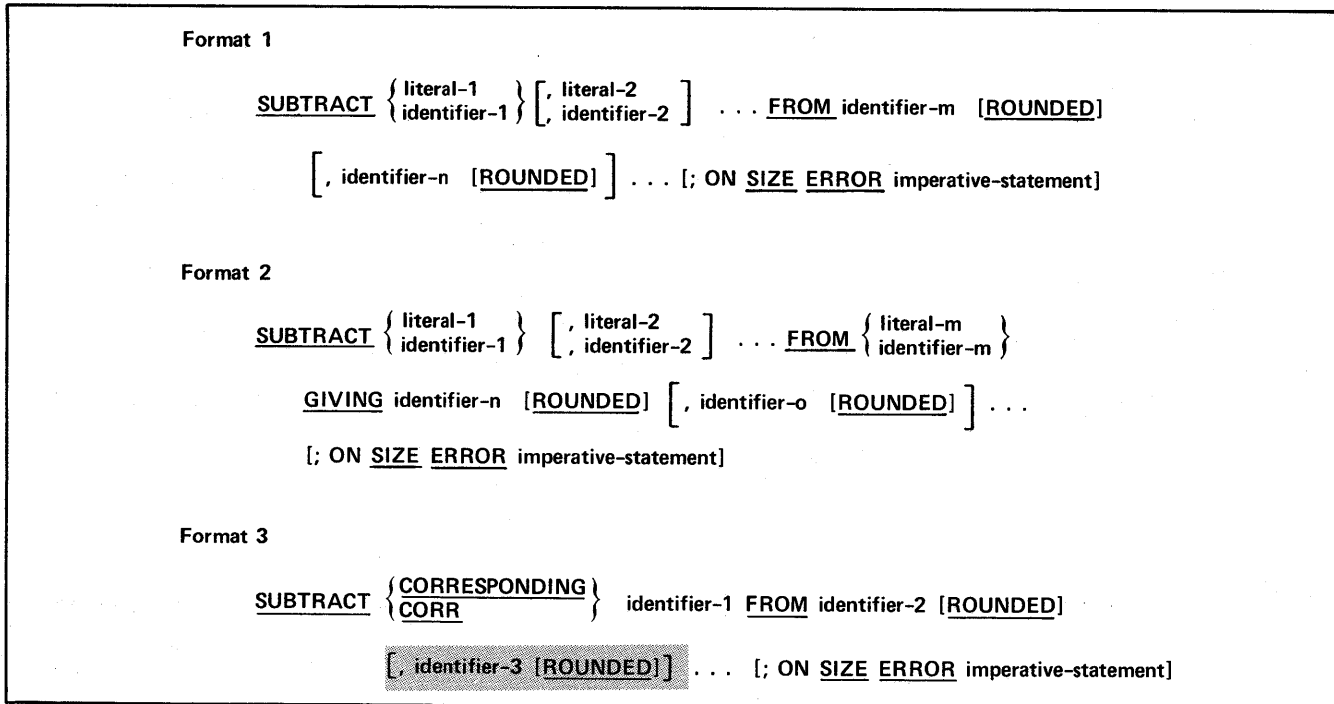 Format 1
SUBTRACT { literal-1 } [ , literal-2 ] . . . FROM identifier-m [ROUNDED]
{ identifier-1 } [ , identifier-2 ]
[ , identifier-n [ROUNDED] ] . . . [; ON SIZE ERROR imperative-statement]
Format 2
SUBTRACT { literal-1 } [ , literal-2 ] . . . FROM { literal-m }
{ identifier-1 } [ , identifier-2 ] { identifier-m }
GIVING identifier-n [ROUNDED] [ , identifier-o [ROUNDED] ] . . .
[; ON SIZE ERROR imperative-statement]
Format 3
SUBTRACT { CORRESPONDING } identifier-1 FROM identifier-2 [ROUNDED]
{ CORR }
[, identifier-3 [ROUNDED]] . . . [; ON SIZE ERROR imperative-statement]